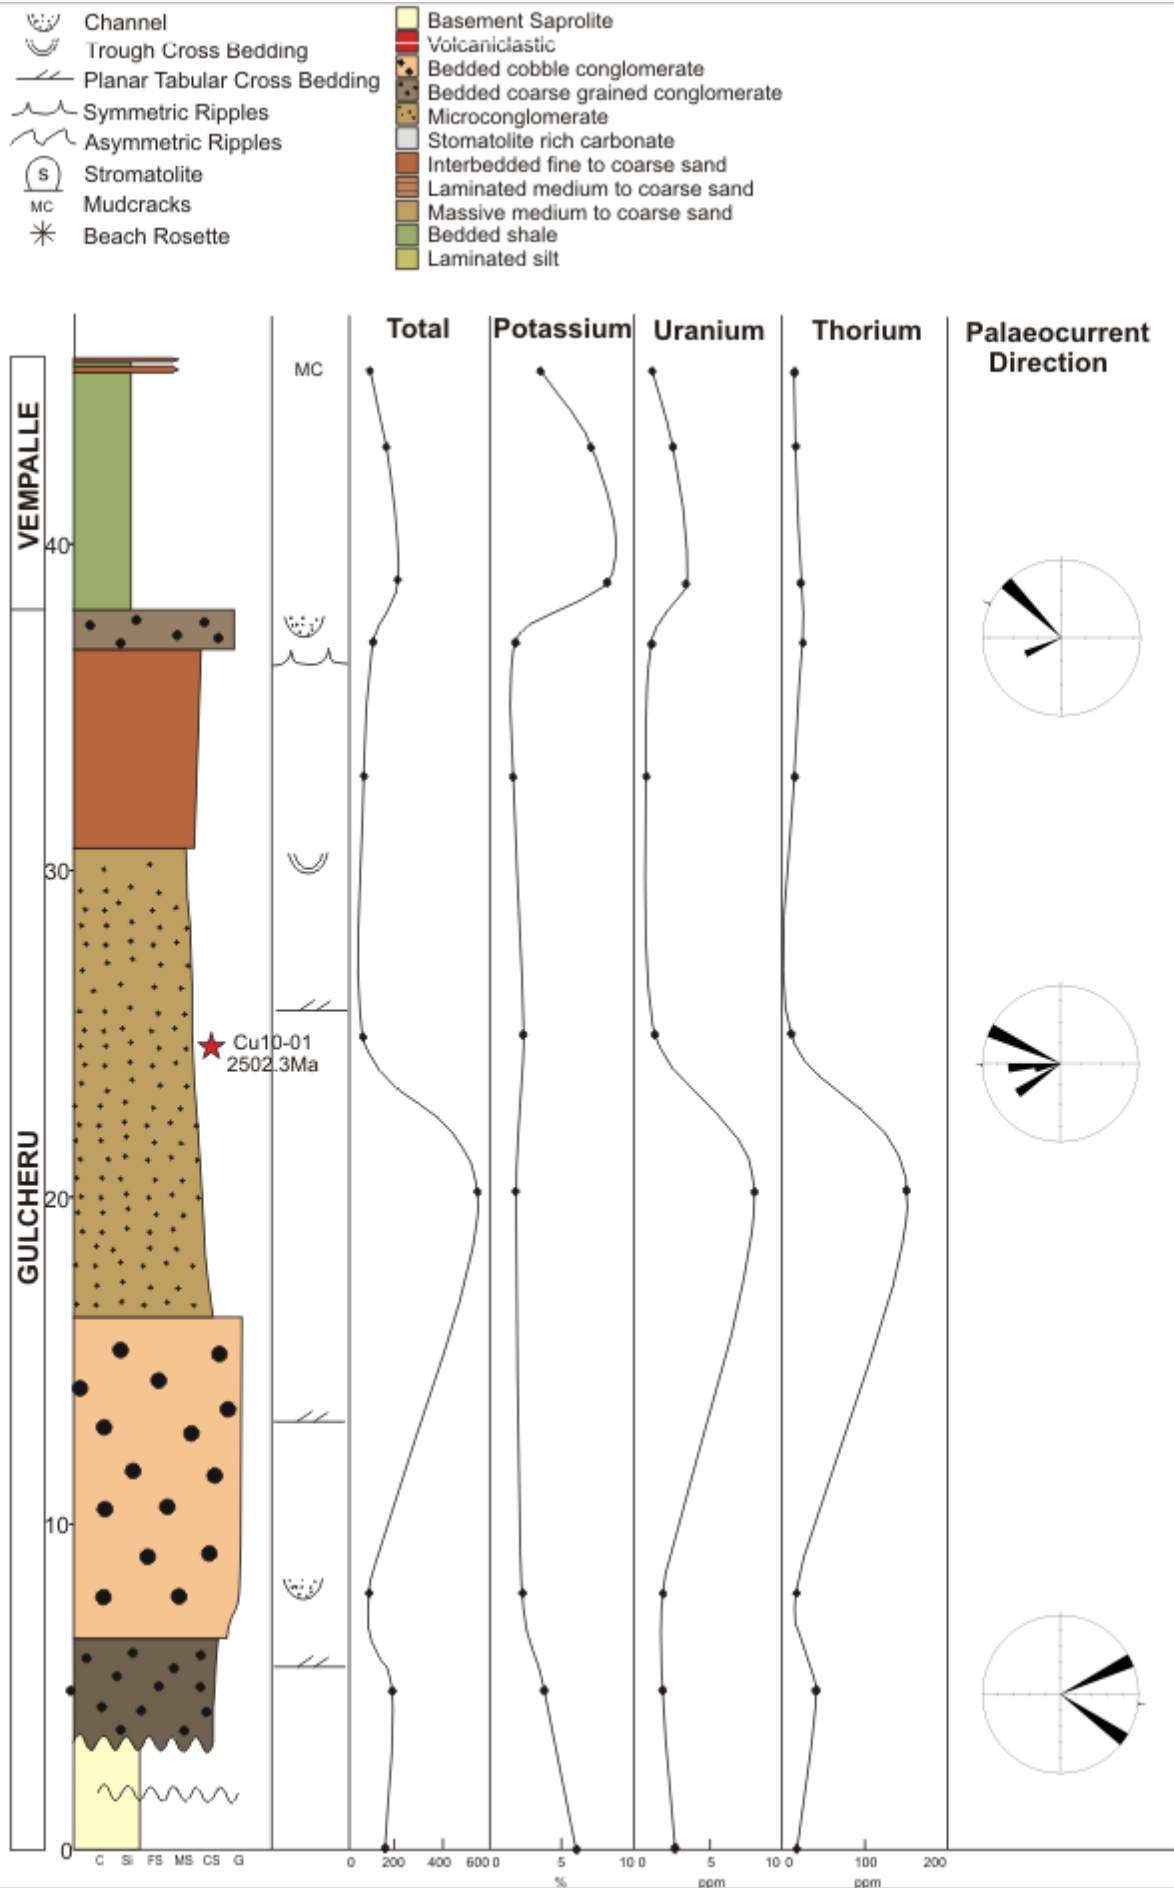 Channel
Trough Cross Bedding
Planar Tabular Cross Bedding
Symmetric Ripples
Asymmetric Ripples
S Stromatolite
MC Mudcracks
Beach Rosette
Basement Saprolite
Volcaniclastic
Bedded cobble conglomerate
Bedded coarse grained conglomerate
Microconglomerate
Stomatolite rich carbonate
Interbedded fine to coarse sand
Laminated medium to coarse sand
Massive medium to coarse sand
Bedded shale
Laminated silt
Total Potassium Uranium Thorium Palaeocurrent
Direction
MC
VEMPALLE
40
30
Cu10-01
2502.3Ma
GULCHERU
20
10
0
C SI FS MS CS G
0 200 400 600 0 5 10 0 5 10 0 100 200
% ppm ppm